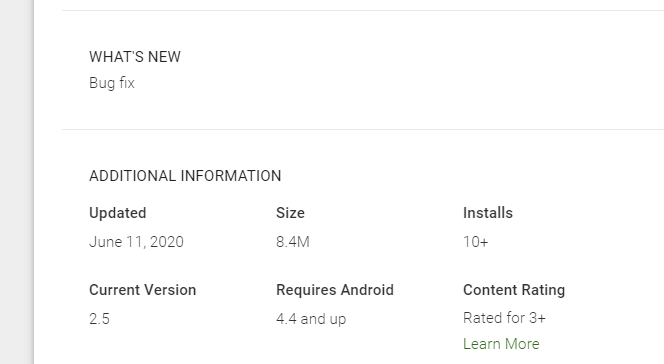 WHAT'S NEW
Bug fix
ADDITIONAL INFORMATION
Updated Size Installs
June 11, 2020 8.4M 10+
Current Version Requires Android Content Rating
2.5 4.4 and up Rated for 3+
Learn More